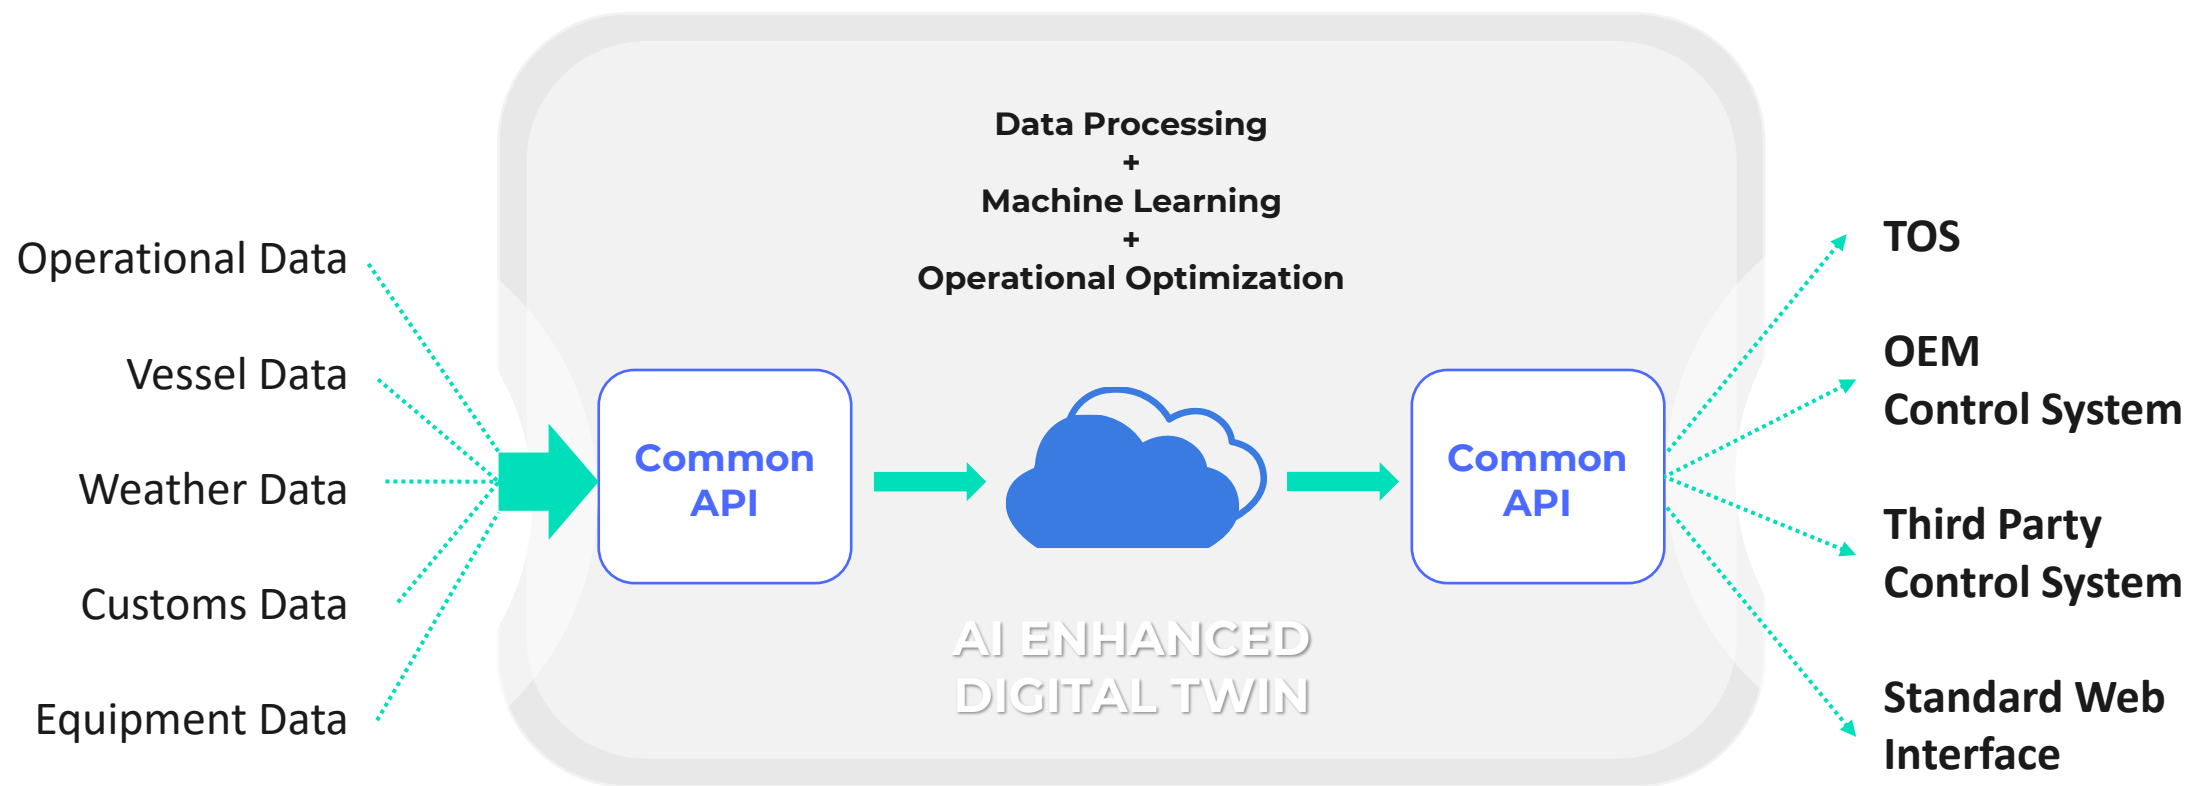 Operational Data
Vessel Data
Weather Data
Customs Data
Equipment Data
Data Processing
+
Machine Learning
+
Operational Optimization
Common
API
Common
API
AI ENHANCED
DIGITAL TWIN
TOS
OEM
Control System
Third Party
Control System
Standard Web
Interface